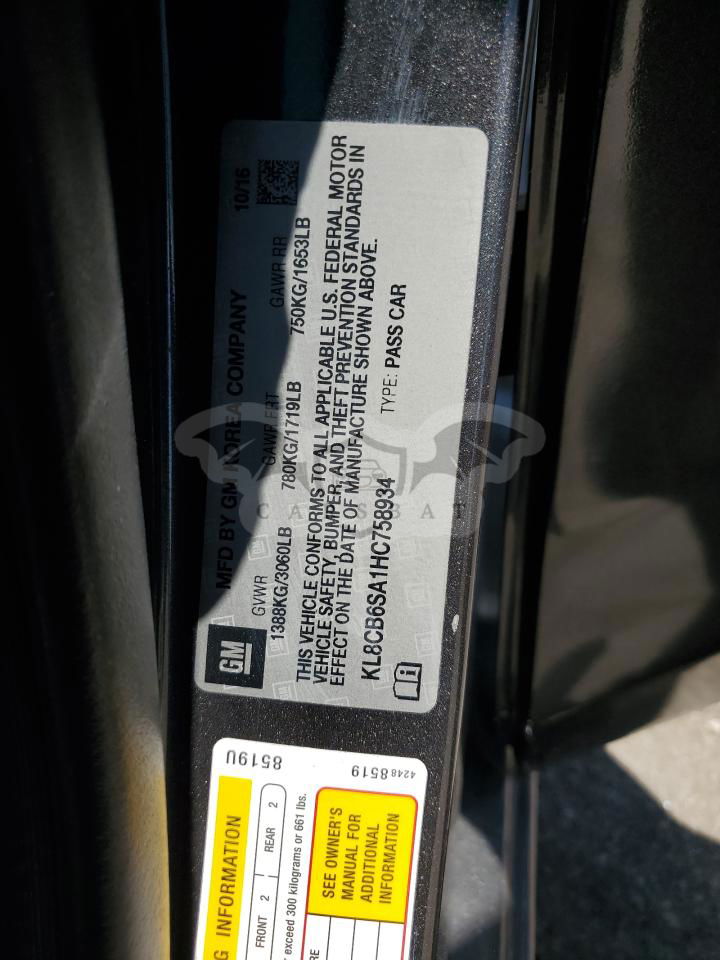 MFD BY GM KOREA COMPANY 10/16
GVWR GAWR FRT GAWR RR
1388KG/3060LB 780KG/1719LB 750KG/1653LB
THIS VEHICLE CONFORMS TO ALL APPLICABLE U.S. FEDERAL MOTOR
VEHICLE SAFETY, BUMPER, AND THEFT PREVENTION STANDARDS IN
EFFECT ON THE DATE OF MANUFACTURE SHOWN ABOVE.
KL8CB6SA1HC758934 TYPE: PASS CAR
GM
8519U
42488519
INFORMATION
FRONT 2 REAR 2
exceed 300 kilograms or 661 lbs.
SEE OWNER'S
MANUAL FOR
ADDITIONAL
INFORMATION